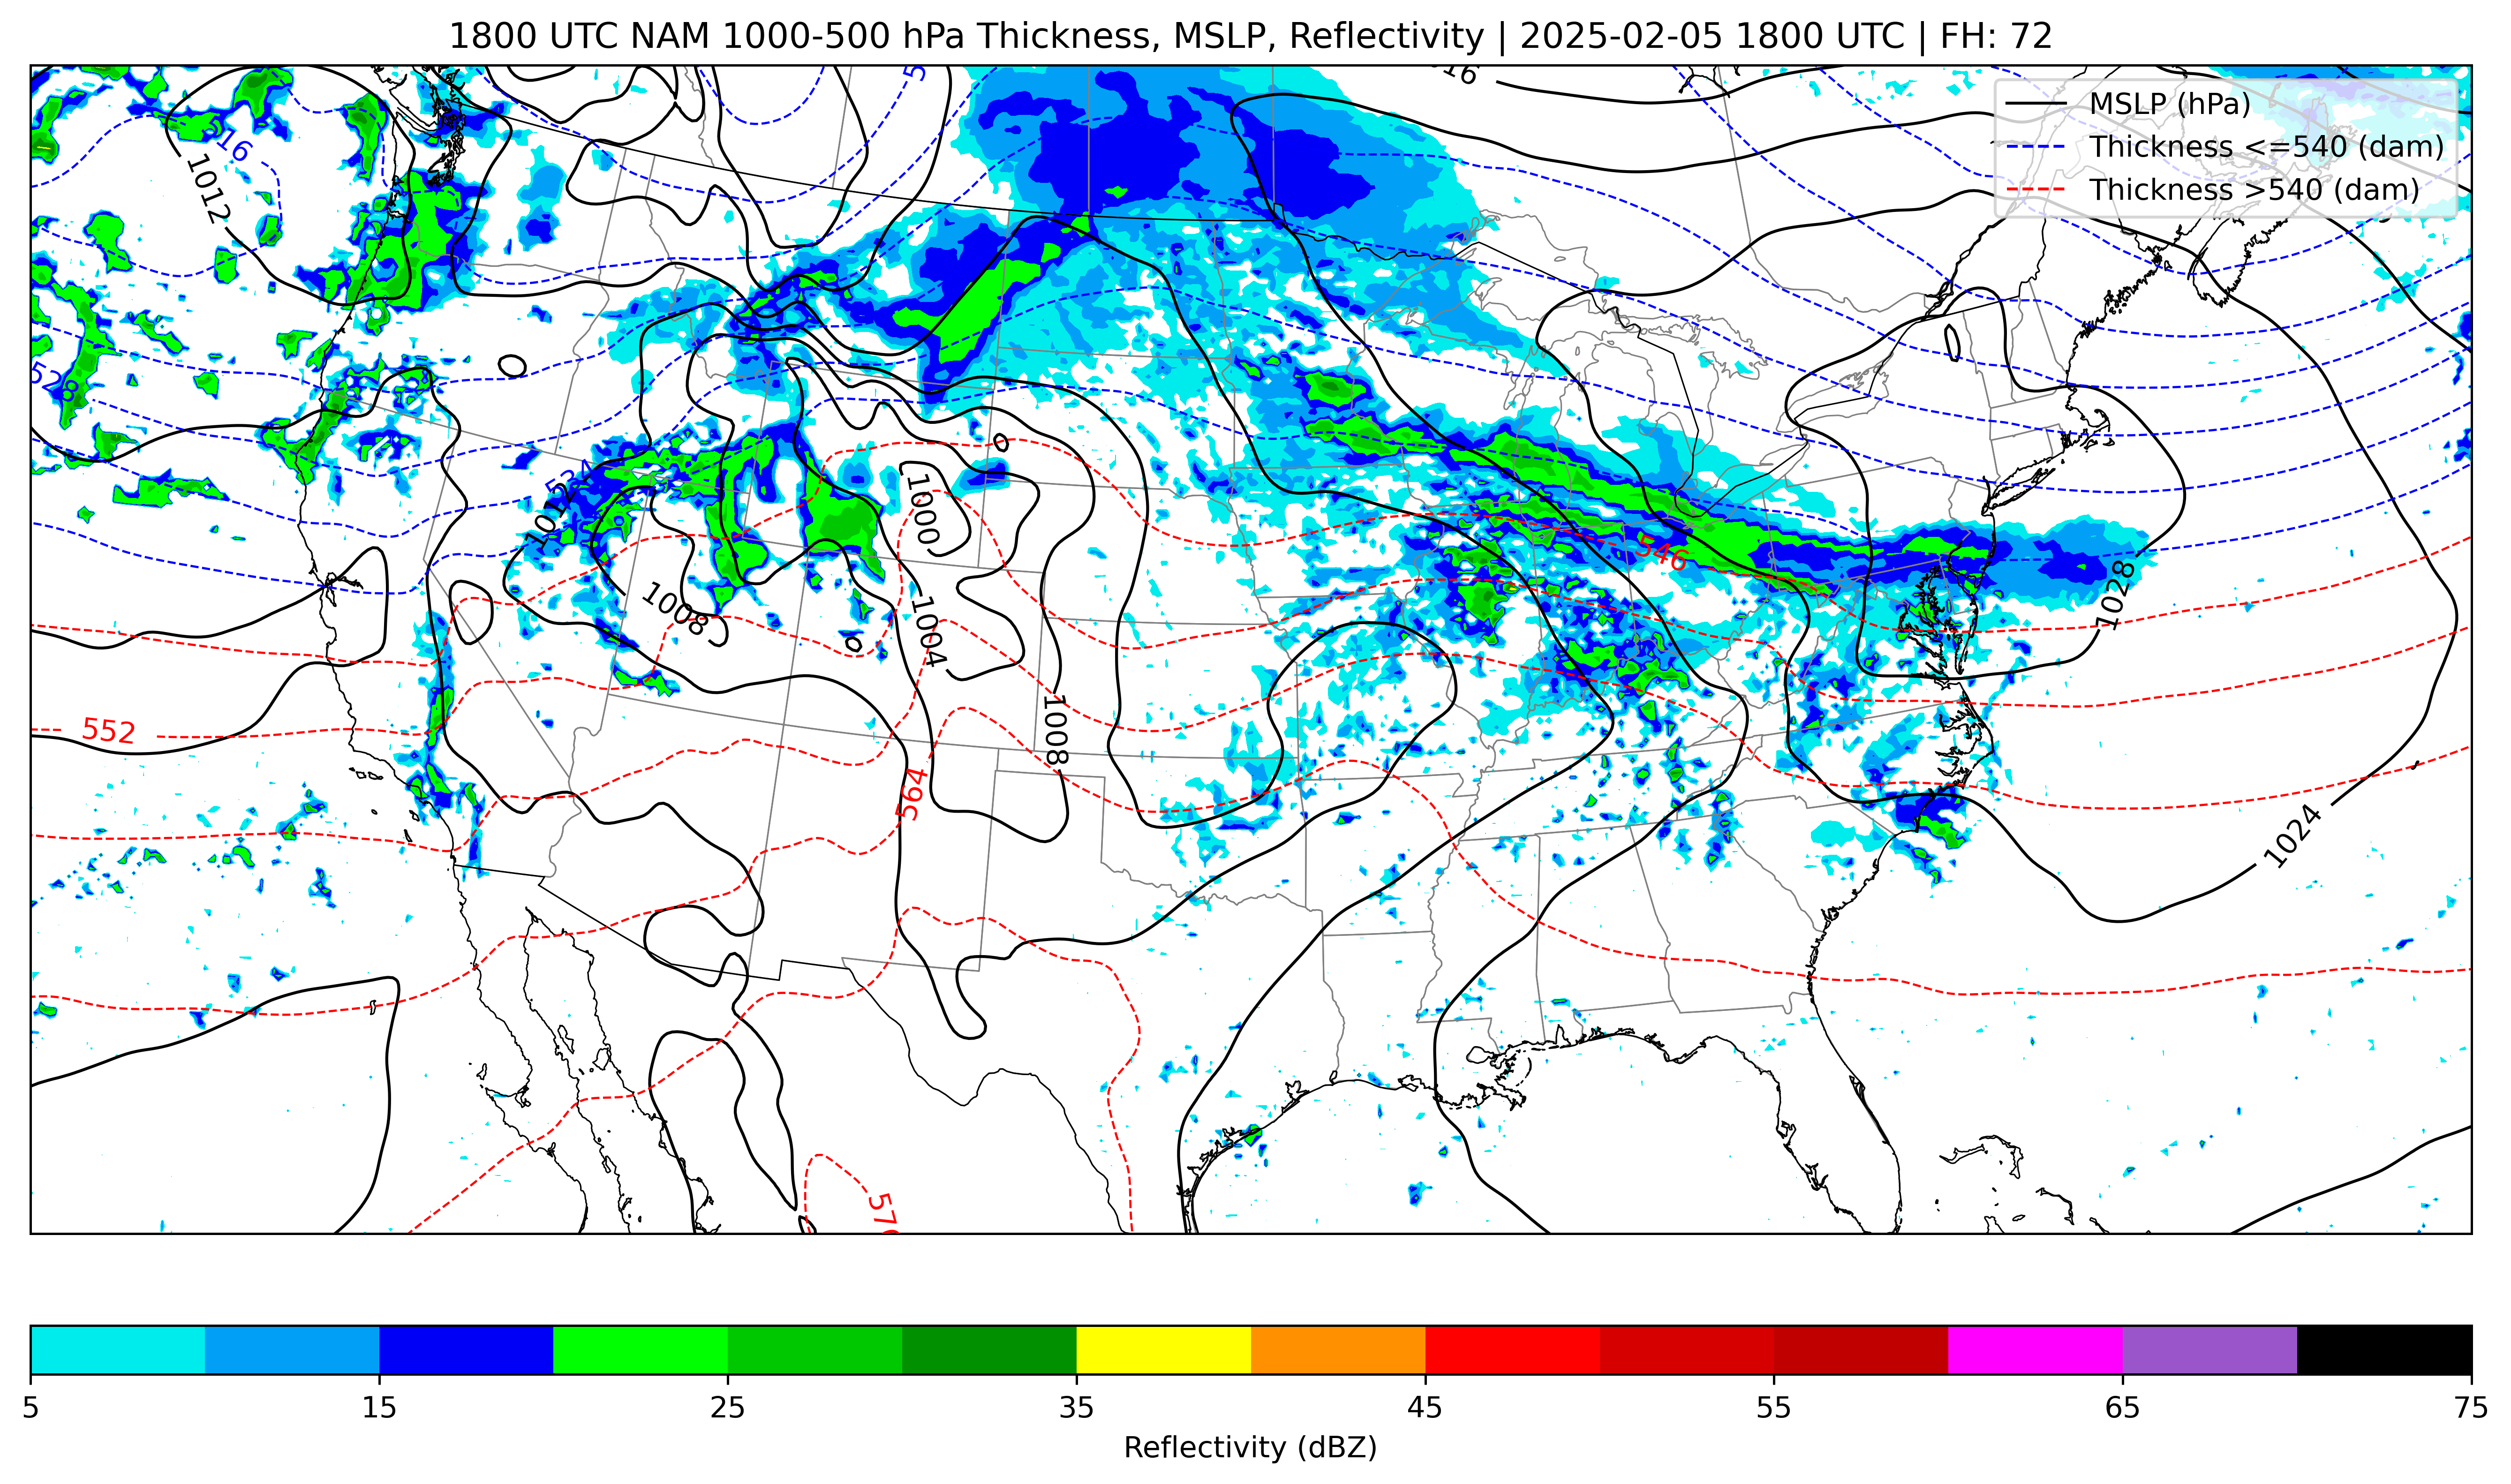 1800 UTC NAM 1000-500 hPa Thickness, MSLP, Reflectivity | 2025-02-05 1800 UTC | FH: 72
MSLP (hPa)
Thickness <=540 (dam)
Thickness >540 (dam)
1012
528
534
1012
1000
546
1008
1004
1028
552
1008
564
1024
5 15 25 35 45 55 65 75
Reflectivity (dBZ)